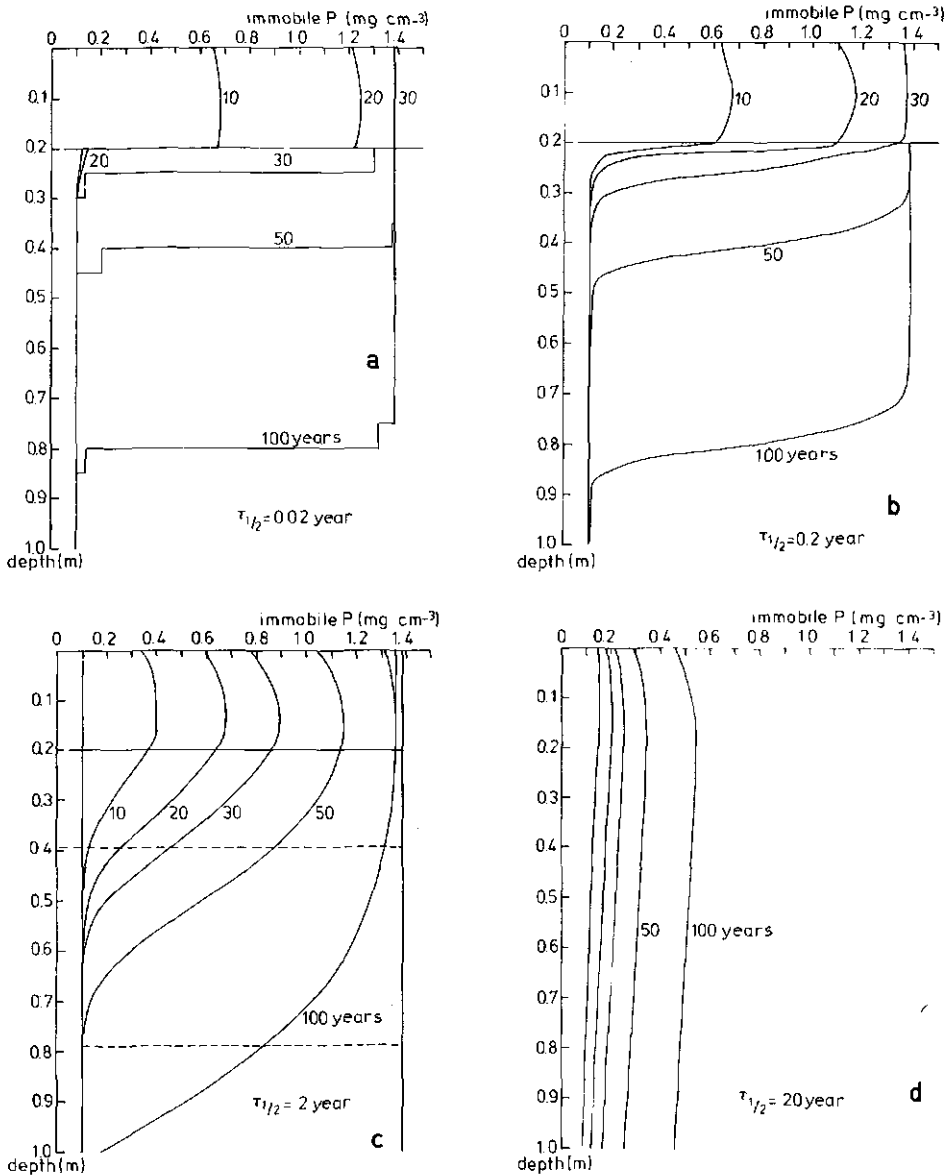 immobile P (mg cm-3)
0 0.2 0.4 0.6 0.8 1.0 1.2 1.4
10 20 30
0.1
0.2
20 30
0.3
50
0.4
0.5
0.6
a
0.7
100 years
0.8
0.9
τ1/2 = 0.02 year
1.0
depth (m)
immobile P (mg cm-3)
0 0.2 0.4 0.6 0.8 1.0 1.2 1.4
0.1
10 20 30
0.2
0.3
0.4
50
0.5
0.6
0.7
0.8
100 years
0.9
b
1.0
τ1/2 = 0.2 year
depth (m)
immobile P (mg cm-3)
0 0.2 0.4 0.6 0.8 1.0 1.2 1.4
0.1
0.2
0.3
10 20 30 50
0.4
0.5
0.6
0.7
100 years
0.8
0.9
τ1/2 = 2 year
c
1.0
depth (m)
immobile P (mg cm-3)
0 0.2 0.4 0.6 0.8 1.0 1.2 1.4
0.1
0.2
0.3
0.4
0.5
50 100 years
0.6
0.7
0.8
0.9
τ1/2 = 20 year
d
1.0
depth (m)